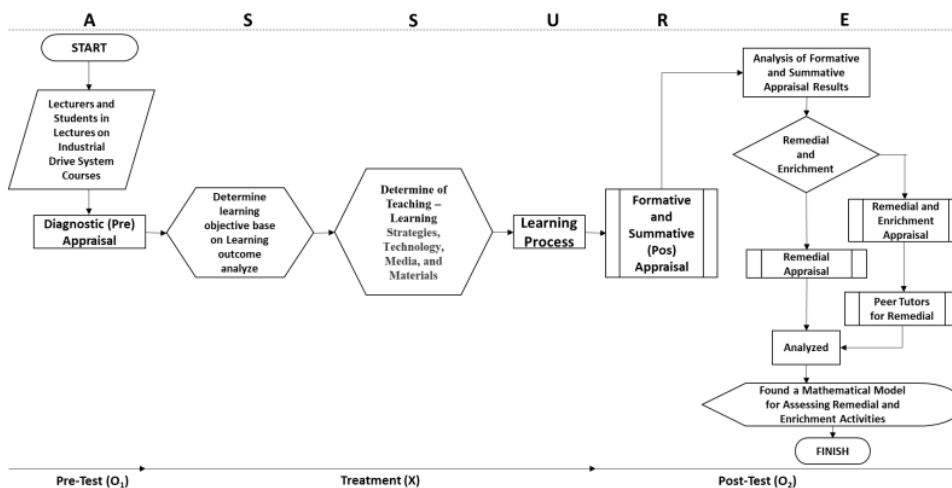 A S S U R E
START
Lecturers and
Students in
Lectures on
Industrial
Drive System
Courses
Diagnostic (Pre)
Appraisal
Determine
learning
objective base
on Learning
outcome
analyze
Determine of
Teaching –
Learning
Strategies,
Technology,
Media, and
Materials
Learning
Process
Formative
and
Summative
(Pos)
Appraisal
Analysis of Formative
and Summative
Appraisal Results
Remedial
and
Enrichment
Remedial and
Enrichment
Appraisal
Remedial
Appraisal
Peer Tutors
for Remedial
Analyzed
Found a Mathematical Model
for Assessing Remedial and
Enrichment Activities
FINISH
Pre-Test (O₁) Treatment (X) Post-Test (O₂)